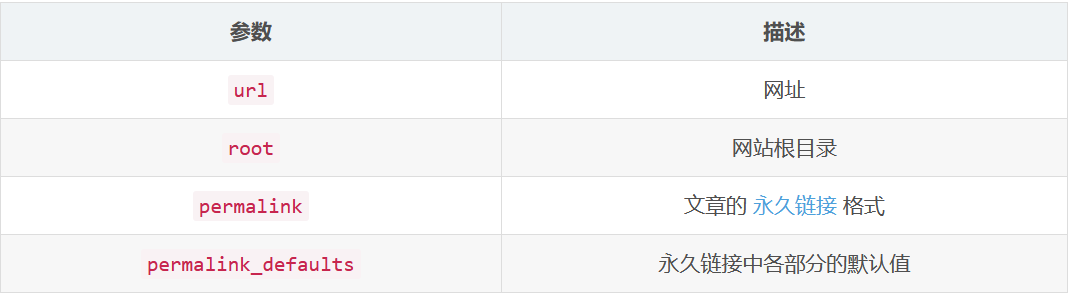 参数 描述
url 网址
root 网站根目录
permalink 文章的 永久链接 格式
permalink_defaults 永久链接中各部分的默认值